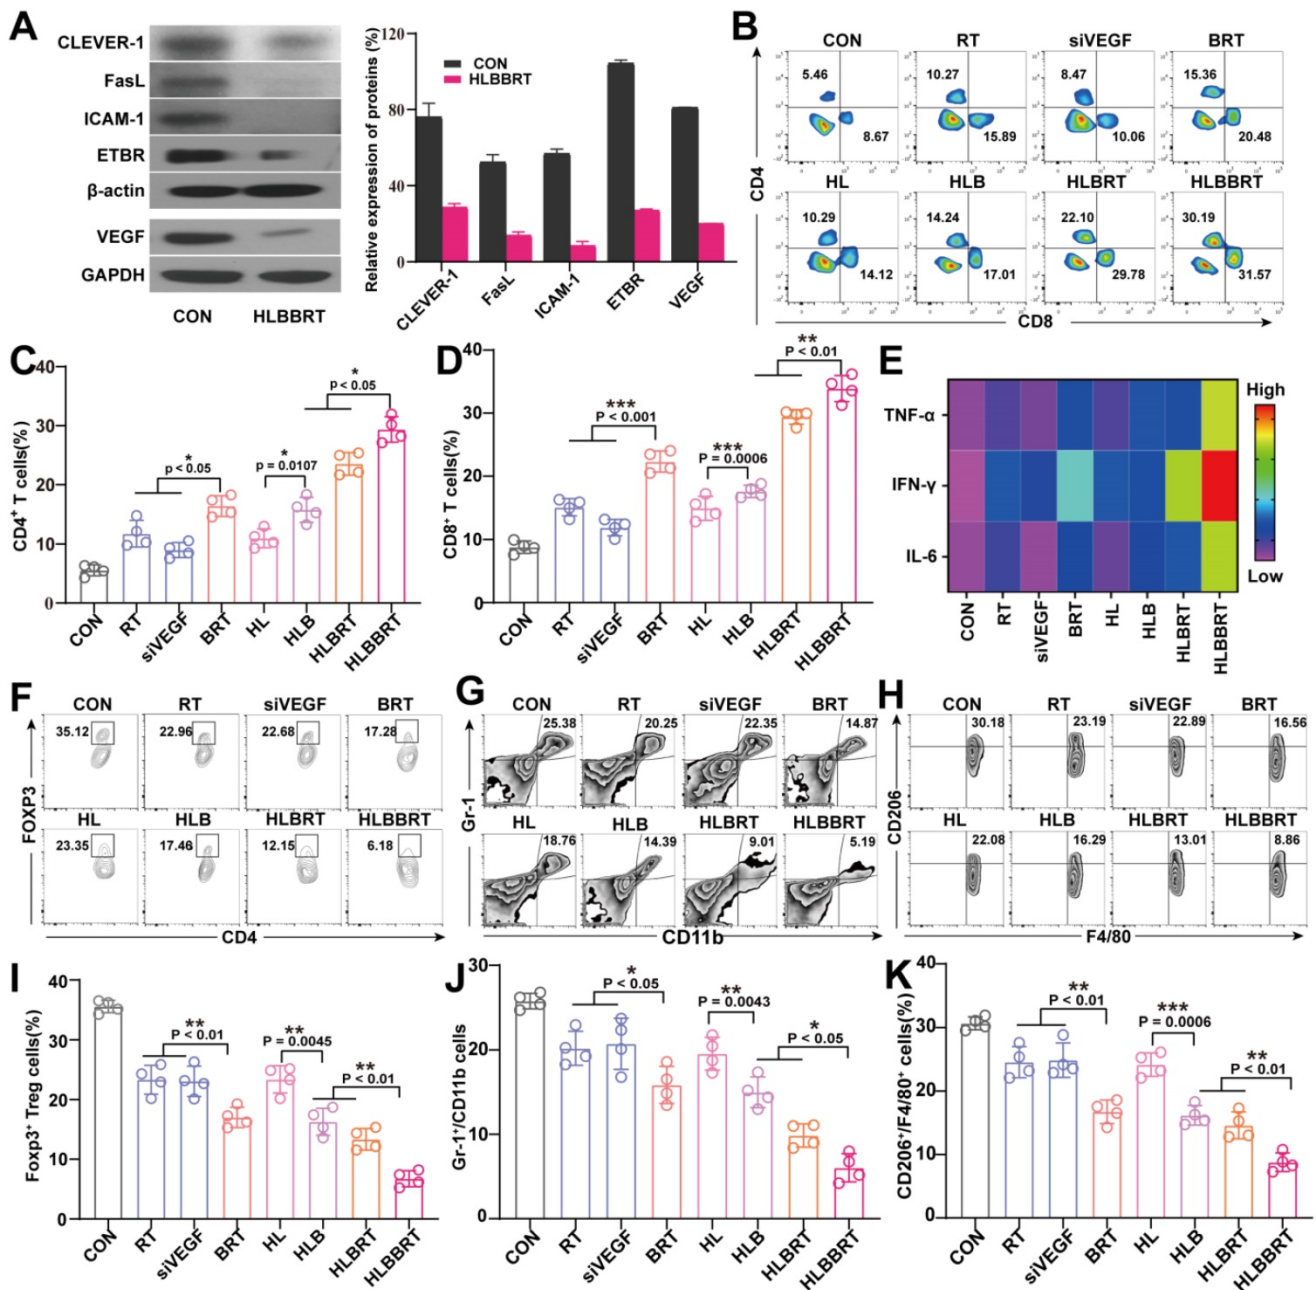 A
CLEVER-1
FasL
ICAM-1
ETBR
β-actin
VEGF
GAPDH
CON HLBBRT
Relative expression of proteins (%)
120
80
40
0
CON
HLBBRT
CLEVER-1 FasL ICAM-1 ETBR VEGF
B
CON RT siVEGF BRT
5.46 10.27 8.47 15.36
8.67 15.89 10.06 20.48
HL HLB HLBRT HLBBRT
10.29 14.24 22.10 30.19
14.12 17.01 29.78 31.57
CD4
CD8
C
CD4+ T cells(%)
40
30
20
10
0
*
p < 0.05
*
p = 0.0107
*
p < 0.05
CON RT siVEGF BRT HL HLB HLBRT HLBBRT
D
CD8+ T cells(%)
40
30
20
10
0
***
P < 0.001
***
P = 0.0006
**
P < 0.01
CON RT siVEGF BRT HL HLB HLBRT HLBBRT
E
TNF-α
IFN-γ
IL-6
High
Low
CON RT siVEGF BRT HL HLB HLBRT HLBBRT
F
CON RT siVEGF BRT
35.12 22.96 22.68 17.28
HL HLB HLBRT HLBBRT
23.35 17.46 12.15 6.18
FOXP3
CD4
G
CON RT siVEGF BRT
25.38 20.25 22.35 14.87
HL HLB HLBRT HLBBRT
18.76 14.39 9.01 5.19
Gr-1
CD11b
H
CON RT siVEGF BRT
30.18 23.19 22.89 16.56
HL HLB HLBRT HLBBRT
22.08 16.29 13.01 8.86
CD206
F4/80
I
Foxp3+ Treg cells(%)
40
30
20
10
0
**
P < 0.01
**
P = 0.0045
**
P < 0.01
CON RT siVEGF BRT HL HLB HLBRT HLBBRT
J
Gr-1+/CD11b cells
30
20
10
0
*
P < 0.05
**
P = 0.0043
*
P < 0.05
CON RT siVEGF BRT HL HLB HLBRT HLBBRT
K
CD206+/F4/80+ cells(%)
40
30
20
10
0
**
P < 0.01
***
P = 0.0006
**
P < 0.01
CON RT siVEGF BRT HL HLB HLBRT HLBBRT